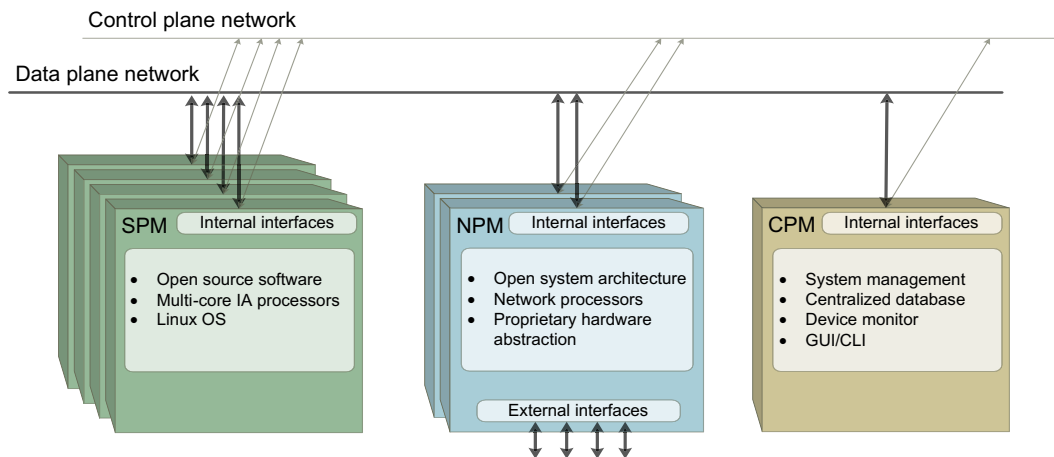 Control plane network
Data plane network
SPM
Internal interfaces
• Open source software
• Multi-core IA processors
• Linux OS
NPM
Internal interfaces
• Open system architecture
• Network processors
• Proprietary hardware
abstraction
External interfaces
CPM
Internal interfaces
• System management
• Centralized database
• Device monitor
• GUI/CLI